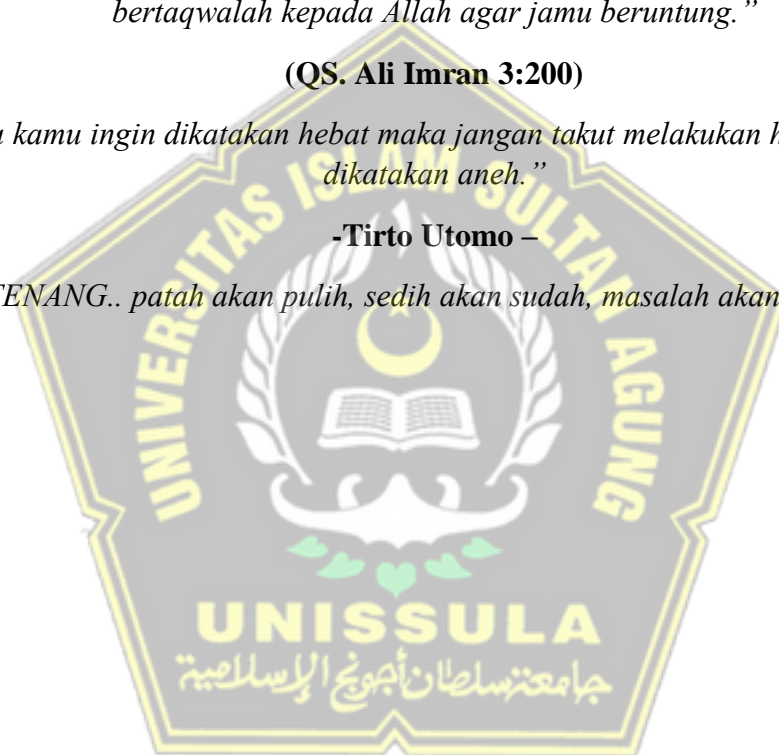 bertaqwalah kepada Allah agar jamu beruntung.”
(QS. Ali Imran 3:200)
kamu ingin dikatakan hebat maka jangan takut melakukan
dikatakan aneh.”
-Tirto Utomo –
TENANG.. patah akan pulih, sedih akan sudah, masalah akan
UNIVERSITAS ISLAM SULTAN AGUNG
UNISSULA
جامعة سلطان أجونج الإسلامية